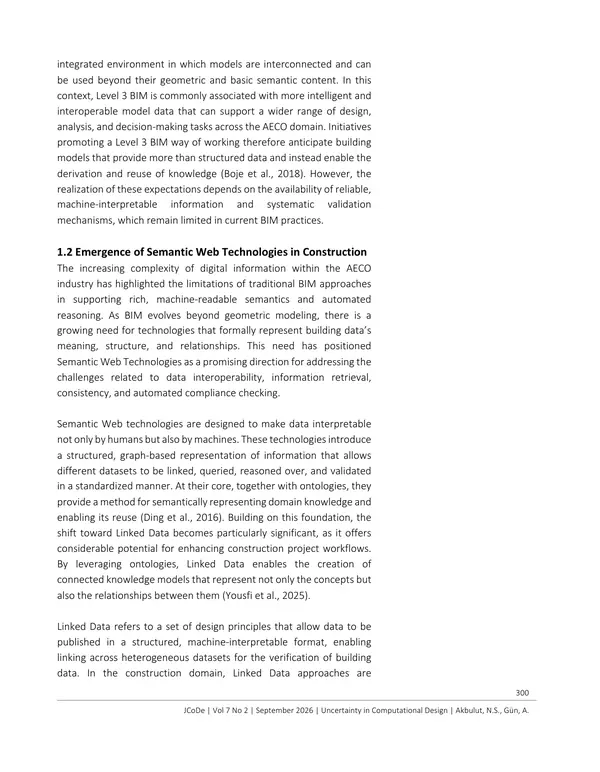 integrated environment in which models are interconnected and can
be used beyond their geometric and basic semantic content. In this
context, Level 3 BIM is commonly associated with more intelligent and
interoperable model data that can support a wider range of design,
analysis, and decision-making tasks across the AECO domain. Initiatives
promoting a Level 3 BIM way of working therefore anticipate building
models that provide more than structured data and instead enable the
derivation and reuse of knowledge (Boje et al., 2018). However, the
realization of these expectations depends on the availability of reliable,
machine-interpretable information and systematic validation
mechanisms, which remain limited in current BIM practices.
1.2 Emergence of Semantic Web Technologies in Construction
The increasing complexity of digital information within the AECO
industry has highlighted the limitations of traditional BIM approaches
in supporting rich, machine-readable semantics and automated
reasoning. As BIM evolves beyond geometric modeling, there is a
growing need for technologies that formally represent building data’s
meaning, structure, and relationships. This need has positioned
Semantic Web Technologies as a promising direction for addressing the
challenges related to data interoperability, information retrieval,
consistency, and automated compliance checking.
Semantic Web technologies are designed to make data interpretable
not only by humans but also by machines. These technologies introduce
a structured, graph-based representation of information that allows
different datasets to be linked, queried, reasoned over, and validated
in a standardized manner. At their core, together with ontologies, they
provide a method for semantically representing domain knowledge and
enabling its reuse (Ding et al., 2016). Building on this foundation, the
shift toward Linked Data becomes particularly significant, as it offers
considerable potential for enhancing construction project workflows.
By leveraging ontologies, Linked Data enables the creation of
connected knowledge models that represent not only the concepts but
also the relationships between them (Yousfi et al., 2025).
Linked Data refers to a set of design principles that allow data to be
published in a structured, machine-interpretable format, enabling
linking across heterogeneous datasets for the verification of building
data. In the construction domain, Linked Data approaches are
300
JCoDe | Vol 7 No 2 | September 2026 | Uncertainty in Computational Design | Akbulut, N.S., Gün, A.